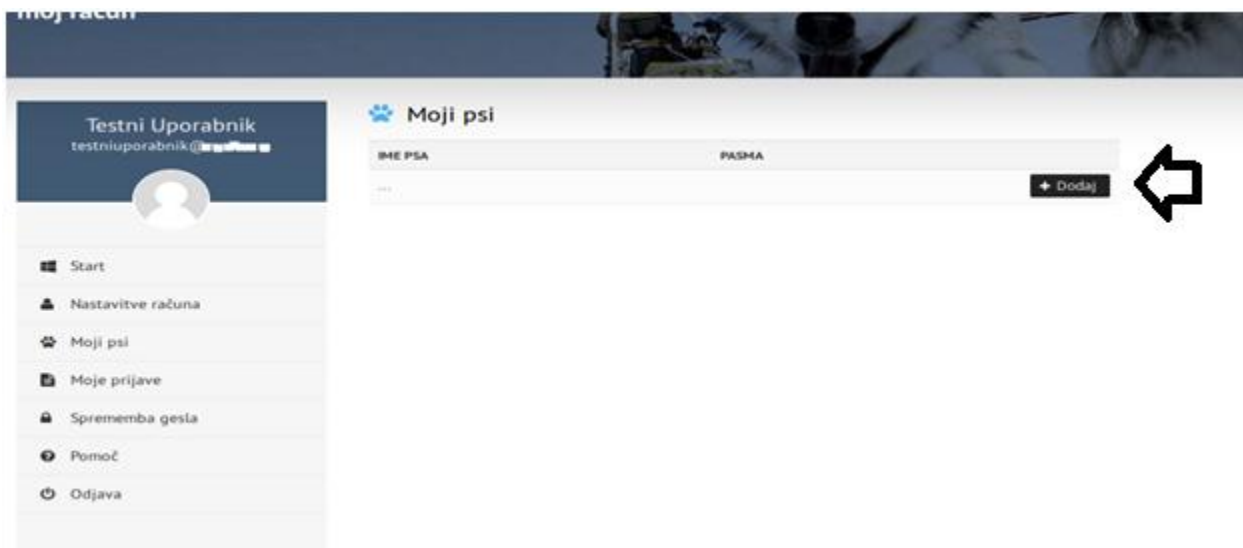 moj račun
Testni Uporabnik
testniuporabnik@
Moji psi
IME PSA PASMA
...
+ Dodaj
Start
Nastavitve računa
Moji psi
Moje prijave
Sprememba gesla
Pomoč
Odjava